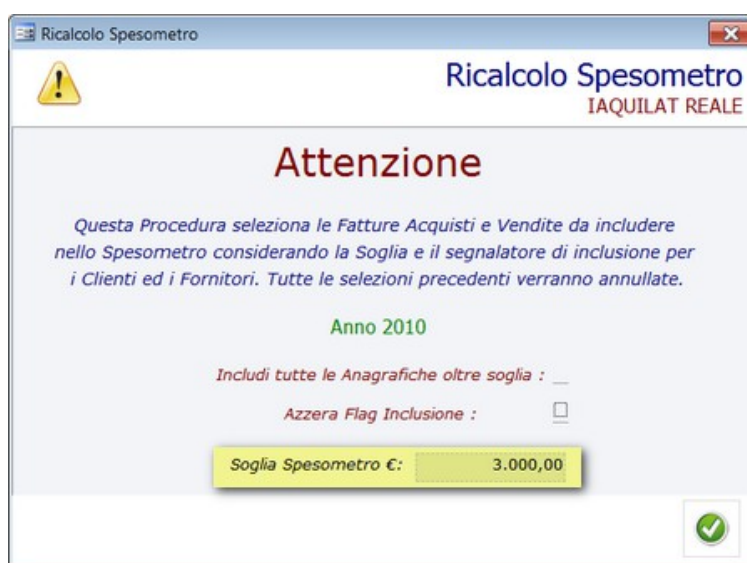 Ricalcolo Spesometro
Ricalcolo Spesometro
IAQUILAT REALE
Attenzione
Questa Procedura seleziona le Fatture Acquisti e Vendite da includere
nello Spesometro considerando la Soglia e il segnalatore di inclusione per
i Clienti ed i Fornitori. Tutte le selezioni precedenti verranno annullate.
Anno 2010
Includi tutte le Anagrafiche oltre soglia : __
Azzera Flag Inclusione :
Soglia Spesometro €: 3.000,00